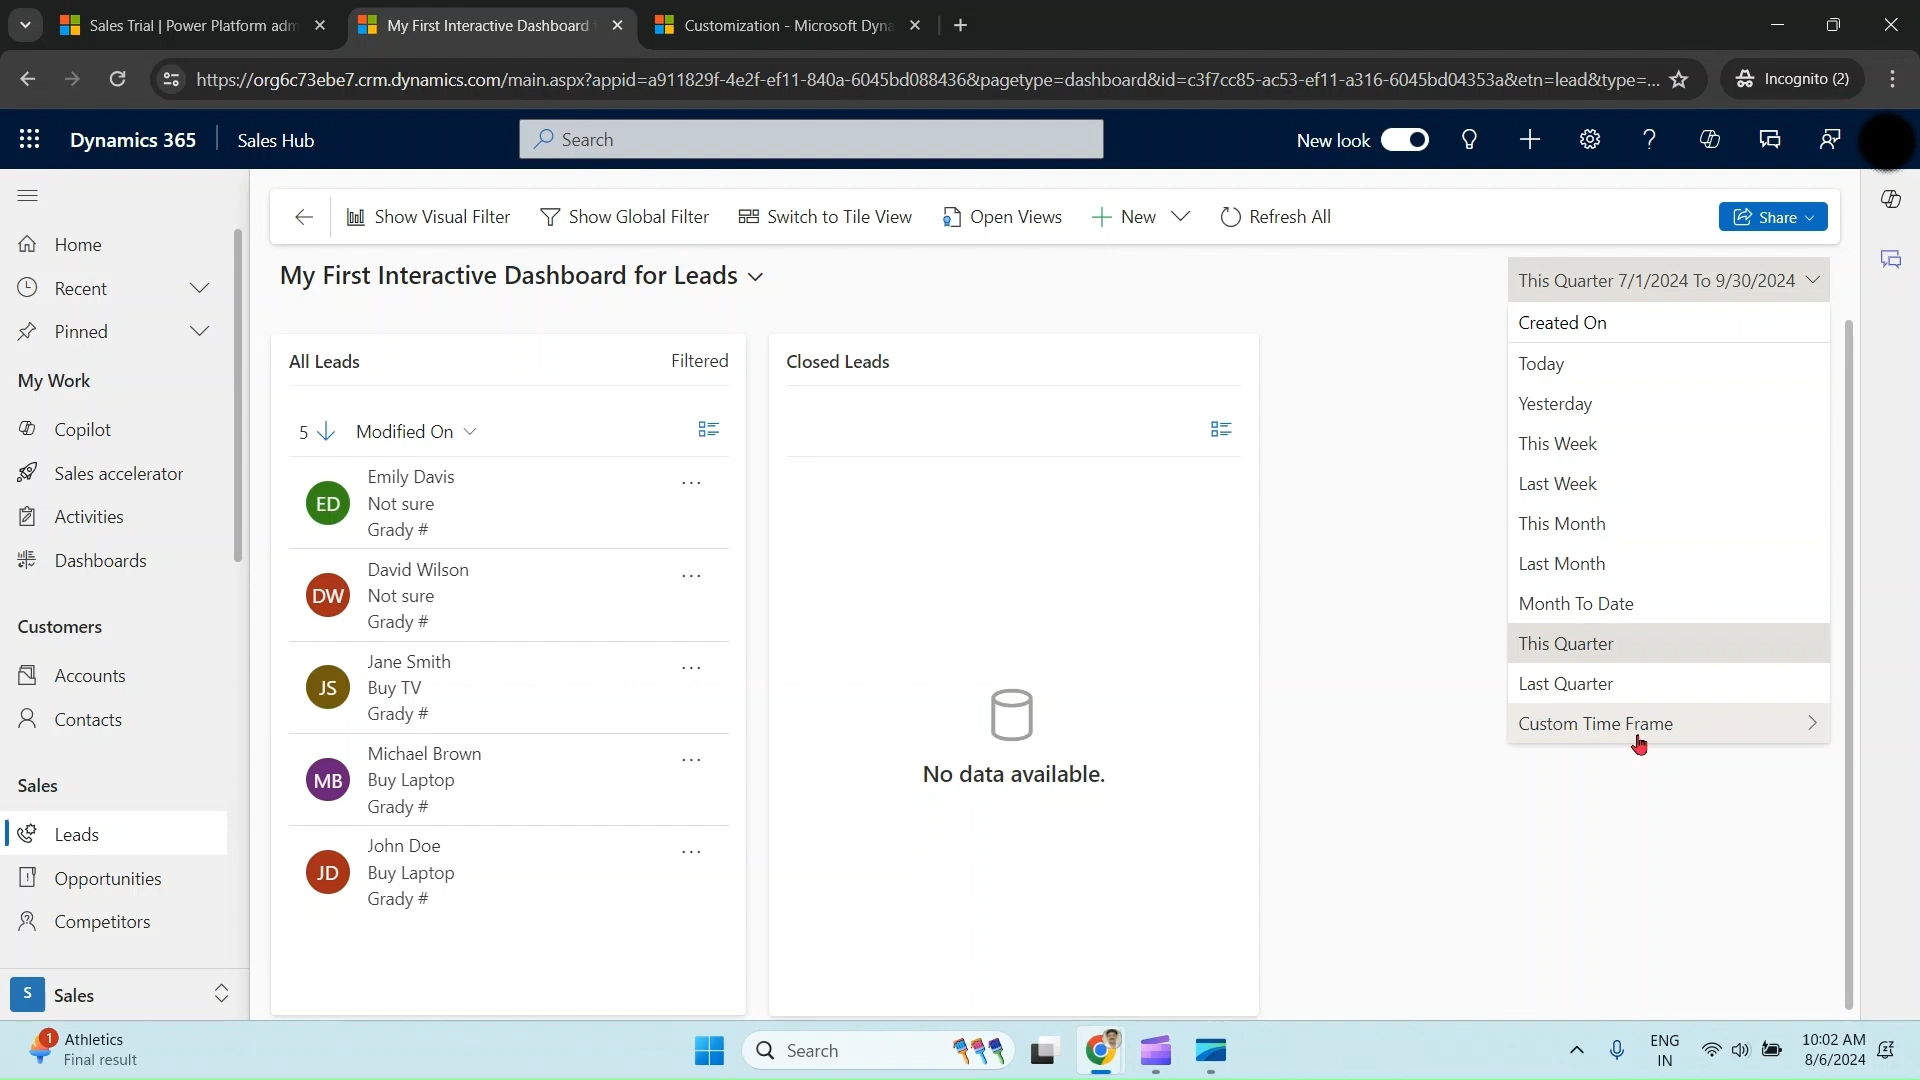 Sales Trial | Power Platform adm
My First Interactive Dashboard
Customization - Microsoft Dyna
https://org6c73ebe7.crm.dynamics.com/main.aspx?appid=a911829f-4e2f-ef11-840a-6045bd088436&pagetype=dashboard&id=c3f7cc85-ac53-ef11-a316-6045bd04353a&etn=lead&type=...
Incognito (2)
Dynamics 365
Sales Hub
Search
New look
Show Visual Filter
Show Global Filter
Switch to Tile View
Open Views
New
Refresh All
Share
Home
Recent
Pinned
My Work
Copilot
Sales accelerator
Activities
Dashboards
Customers
Accounts
Contacts
Sales
Leads
Opportunities
Competitors
S Sales
My First Interactive Dashboard for Leads
All Leads
Filtered
5
Modified On
ED
Emily Davis
Not sure
Grady #
DW
David Wilson
Not sure
Grady #
JS
Jane Smith
Buy TV
Grady #
MB
Michael Brown
Buy Laptop
Grady #
JD
John Doe
Buy Laptop
Grady #
Closed Leads
No data available.
This Quarter 7/1/2024 To 9/30/2024
Created On
Today
Yesterday
This Week
Last Week
This Month
Last Month
Month To Date
This Quarter
Last Quarter
Custom Time Frame
1
Athletics
Final result
Search
ENG
IN
10:02 AM
8/6/2024